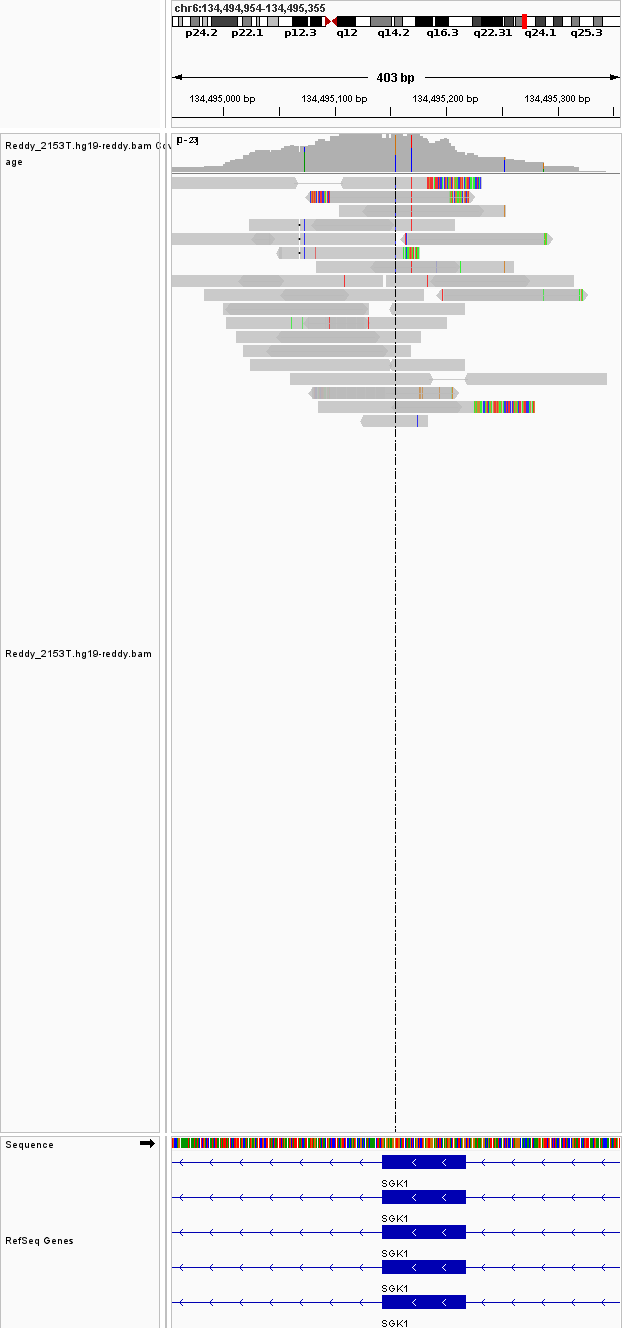 chr6:134,494,954-134,495,355
p24.2 p22.1 p12.3 q12 q14.2 q16.3 q22.31 q24.1 q25.3
403 bp
134,495,000 bp 134,495,100 bp 134,495,200 bp 134,495,300 bp
Reddy_2153T.hg19-reddy.bam Cov
age
[0-23]
Reddy_2153T.hg19-reddy.bam
Sequence
SGK1
SGK1
RefSeq Genes
SGK1
SGK1
SGK1